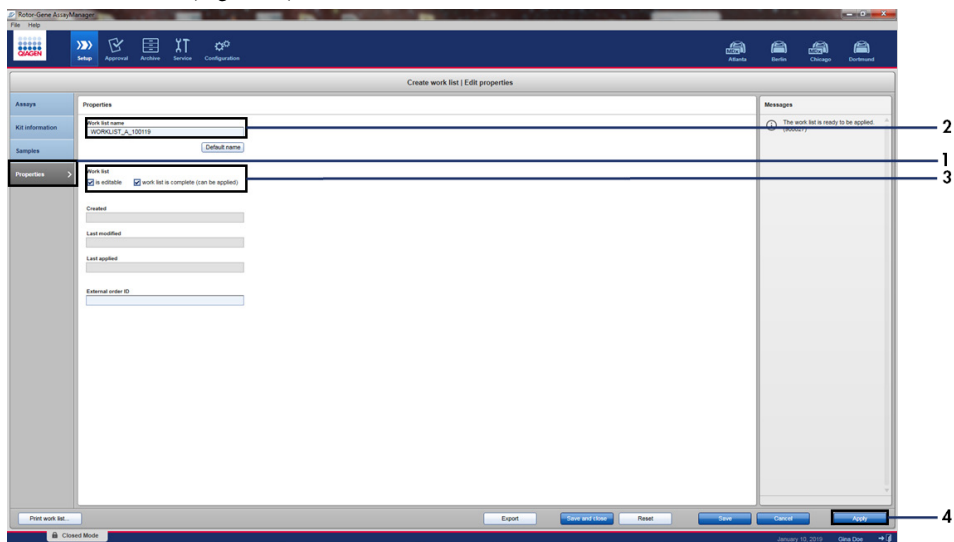 Rotor-Gene AssayManager
File Help
QIAGEN
Setup Approval Archive Service Configuration
Atlanta Berlin Chicago Dortmund
Create work list | Edit properties
Assays
Kit information
Samples
Properties
Properties
Work list name
WORKLIST_A_100119
Default name
Work list
is editable work list is complete (can be applied)
Created
Last modified
Last applied
External order ID
Messages
The work list is ready to be applied.
2
1
3
4
Print work list... Export Save and close Reset Save Cancel Apply
Closed Mode January 10, 2019 Gina Doe